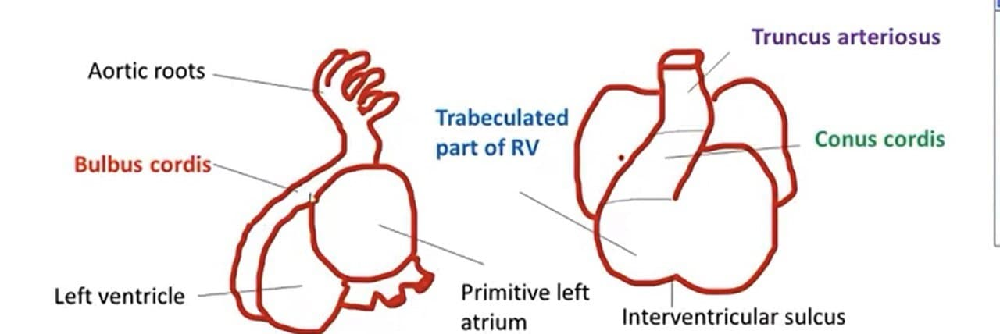 Aortic roots
Bulbus cordis
Left ventricle
Primitive left
atrium
Trabeculated
part of RV
Truncus arteriosus
Conus cordis
Interventricular sulcus